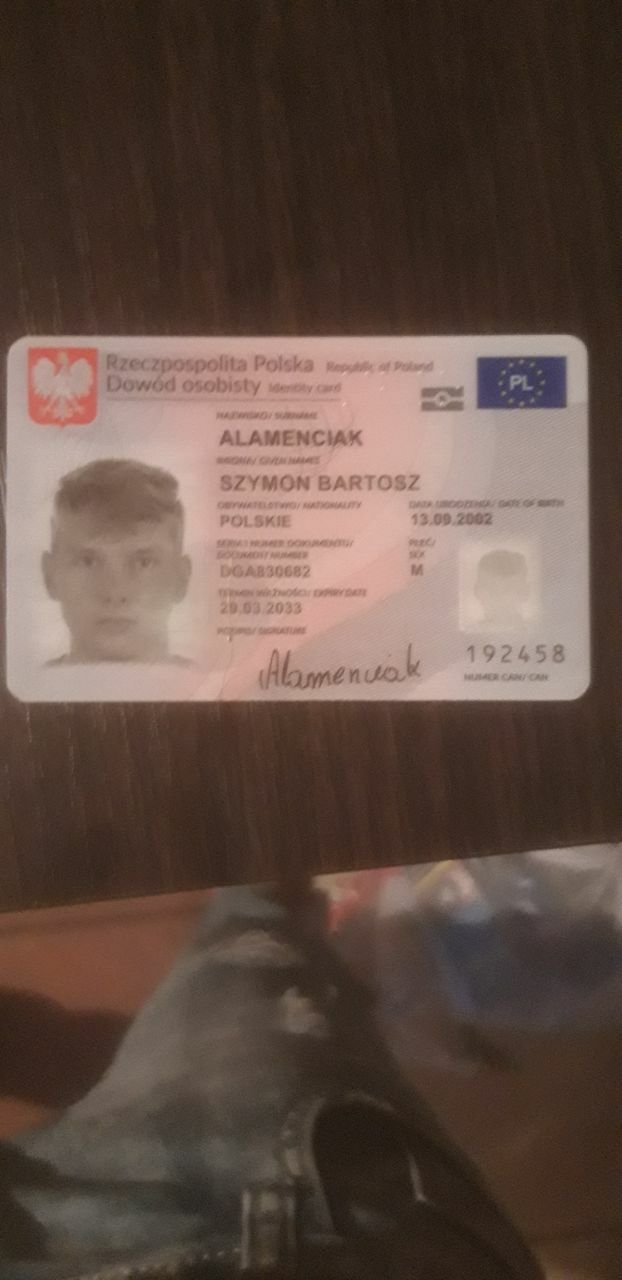 Rzeczpospolita Polska Republic of Poland
Dowód osobisty Identity card
PL
NAZWISKO/ SURNAME
ALAMENCIAK
IMIONA/ GIVEN NAMES
SZYMON BARTOSZ
OBYWATELSTWO/ NATIONALITY DATA URODZENIA/ DATE OF BIRTH
POLSKIE 13.09.2002
SERIA I NUMER DOKUMENTU/ PŁEĆ/
DOCUMENT NUMBER SEX
DGA830682 M
TERMIN WAŻNOŚCI/ EXPIRY DATE
29.03.2033
PODPIS/ SIGNATURE
Alamenciak
192458
NUMER CAN/ CAN